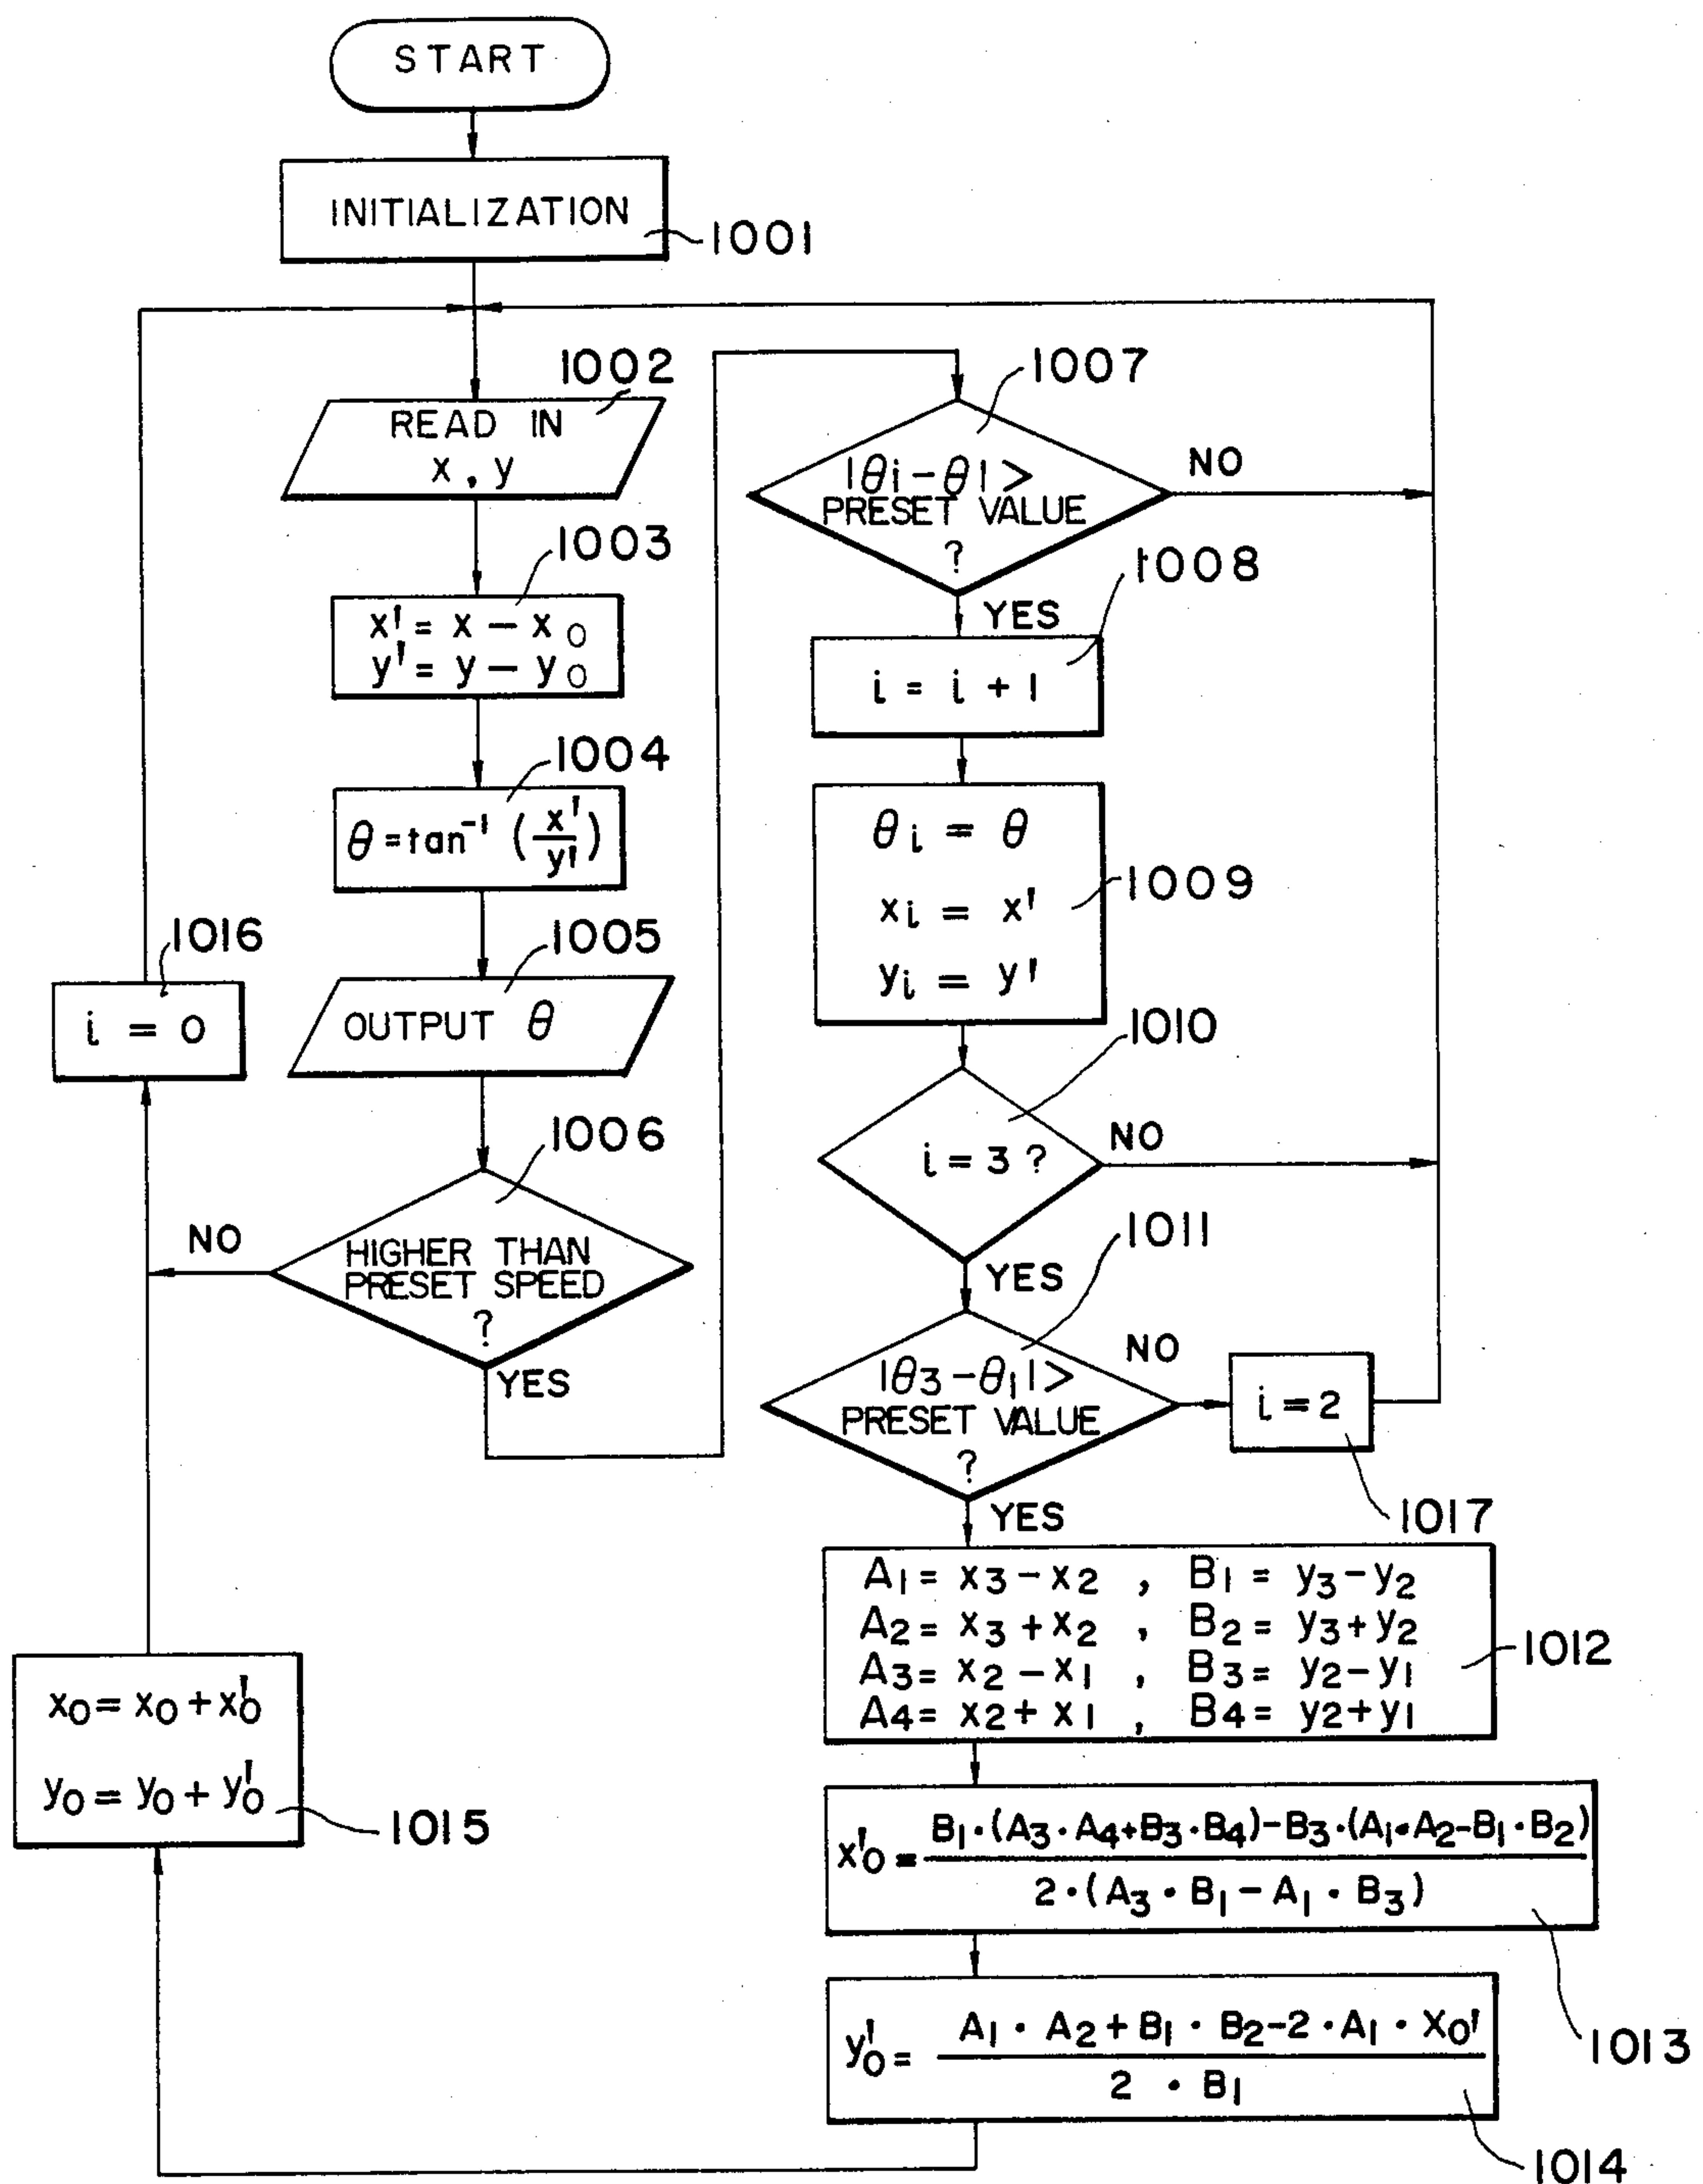 START
INITIALIZATION
1001
1002
READ IN
x , y
1003
x' = x − x₀
y' = y − y₀
1004
θ = tan⁻¹ (x'/y')
1005
OUTPUT θ
1006
HIGHER THAN
PRESET SPEED
?
NO
YES
1016
i = 0
1007
|θi − θ| >
PRESET VALUE
?
NO
YES
1008
i = i + 1
1009
θi = θ
xi = x'
yi = y'
1010
i = 3 ?
NO
YES
1011
|θ3 − θ1| >
PRESET VALUE
?
NO
i = 2
1017
YES
A1 = x3 − x2 , B1 = y3 − y2
A2 = x3 + x2 , B2 = y3 + y2
A3 = x2 − x1 , B3 = y2 − y1
A4 = x2 + x1 , B4 = y2 + y1
1012
x'0 = B1·(A3·A4+B3·B4)−B3·(A1·A2−B1·B2)
2·(A3·B1−A1·B3)
1013
y'0 = A1·A2+B1·B2−2·A1·x0'
2·B1
1014
x0 = x0 + x'0
y0 = y0 + y'0
1015